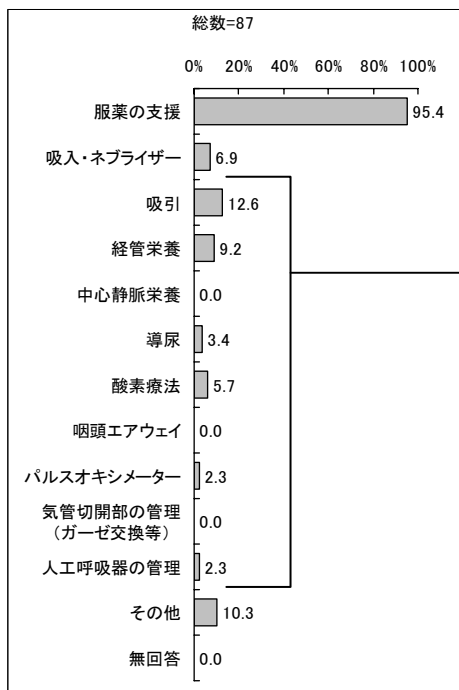 総数=87
0% 20% 40% 60% 80% 100%
服薬の支援 95.4
吸入・ネブライザー 6.9
吸引 12.6
経管栄養 9.2
中心静脈栄養 0.0
導尿 3.4
酸素療法 5.7
咽頭エアウェイ 0.0
パルスオキシメーター 2.3
気管切開部の管理
(ガーゼ交換等) 0.0
人工呼吸器の管理 2.3
その他 10.3
無回答 0.0